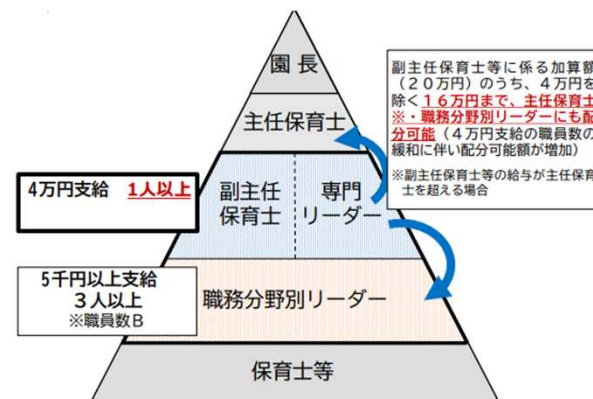 園 長
主任保育士
副主任保育士等に係る加算額
（２０万円）のうち、４万円を
除く１６万円まで、主任保育士
※・職務分野別リーダーにも配
分可能（４万円支給の職員数の
緩和に伴い配分可能額が増加）
※副主任保育士等の給与が主任保育
士を超える場合
4万円支給 1人以上
副主任
保育士
専門
リーダー
5千円以上支給
３人以上
※職員数Ｂ
職務分野別リーダー
保育士等